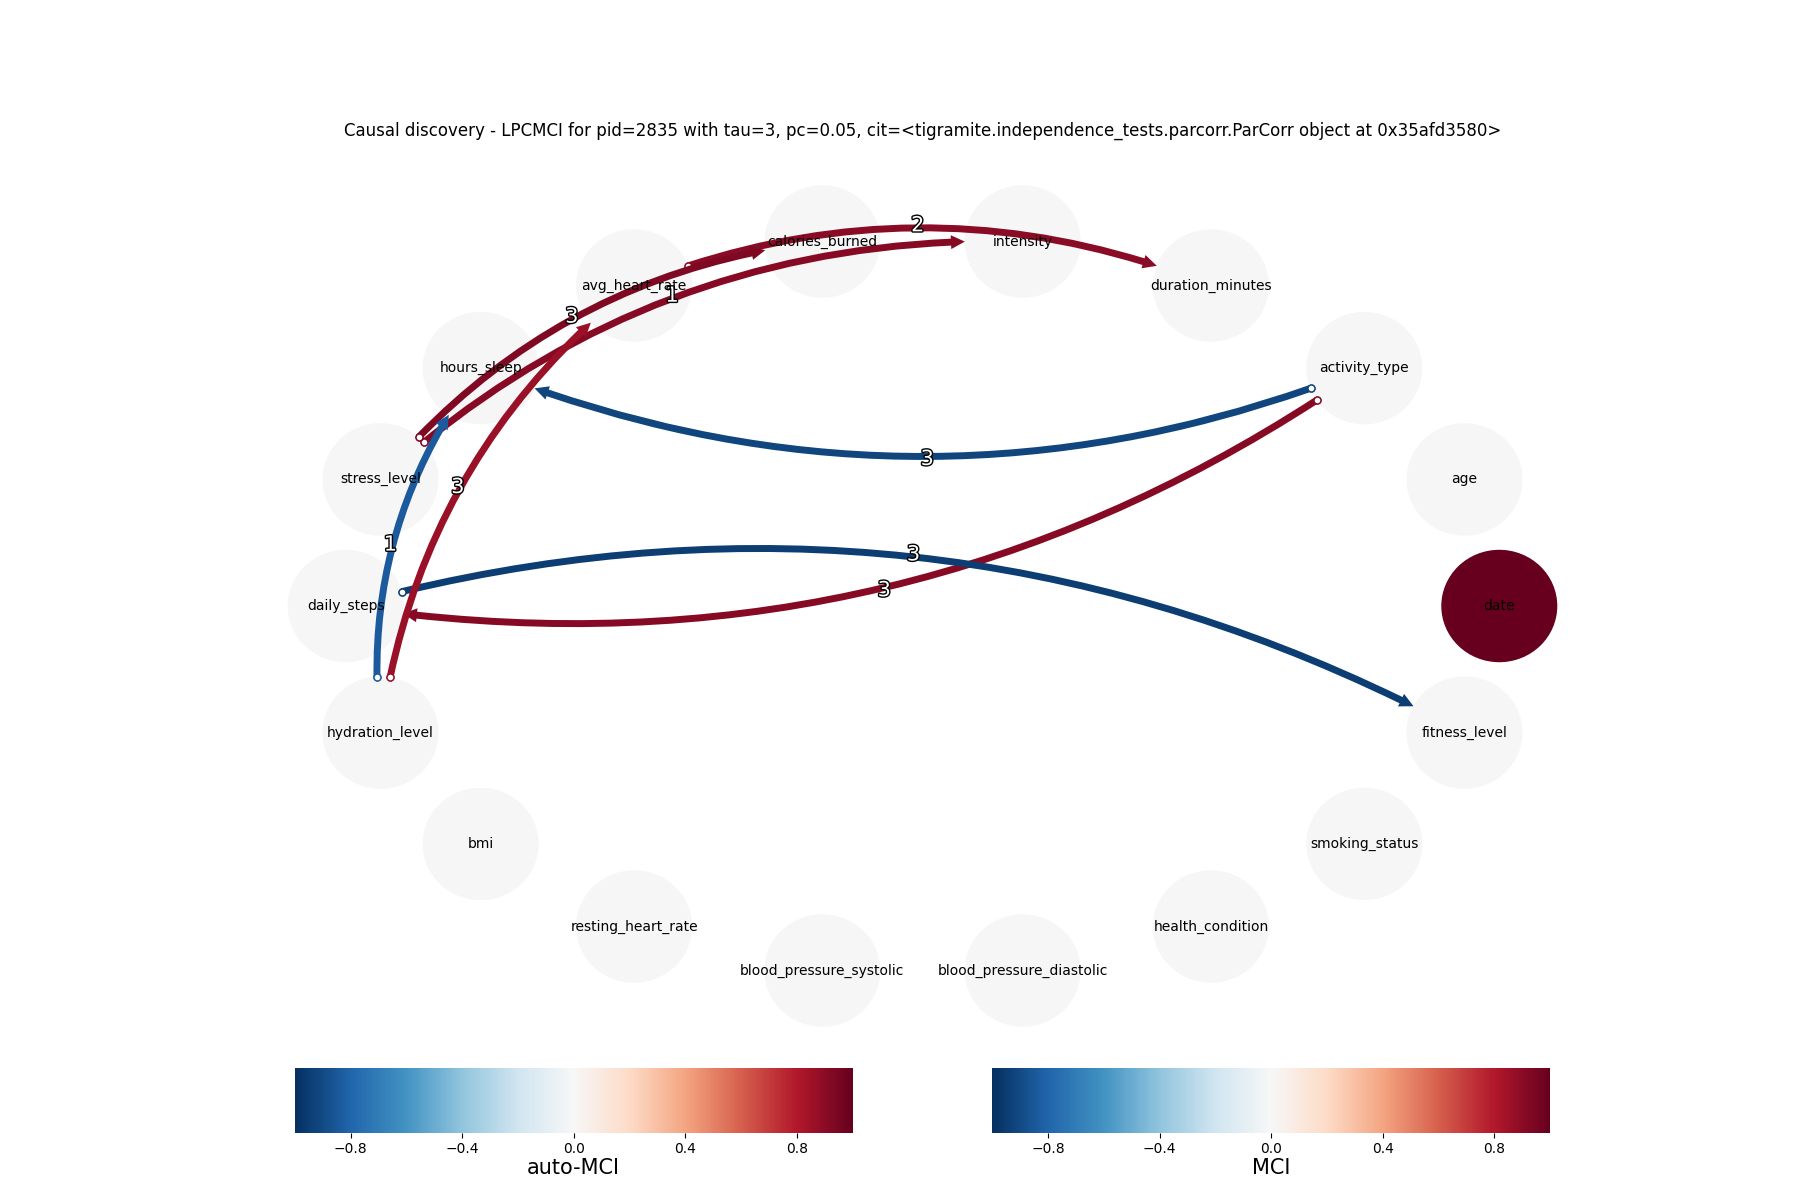 Causal discovery - LPCMCI for pid=2835 with tau=3, pc=0.05, cit=<tigramite.independence_tests.parcorr.ParCorr object at 0x35afd3580>
2
calories_burned
intensity
avg_heart_rate
1
duration_minutes
3
hours_sleep
activity_type
3
stress_level
3
age
1
3
3
daily_steps
date
hydration_level
fitness_level
bmi
smoking_status
resting_heart_rate
health_condition
blood_pressure_systolic
blood_pressure_diastolic
−0.8 −0.4 0.0 0.4 0.8
auto-MCI
−0.8 −0.4 0.0 0.4 0.8
MCI